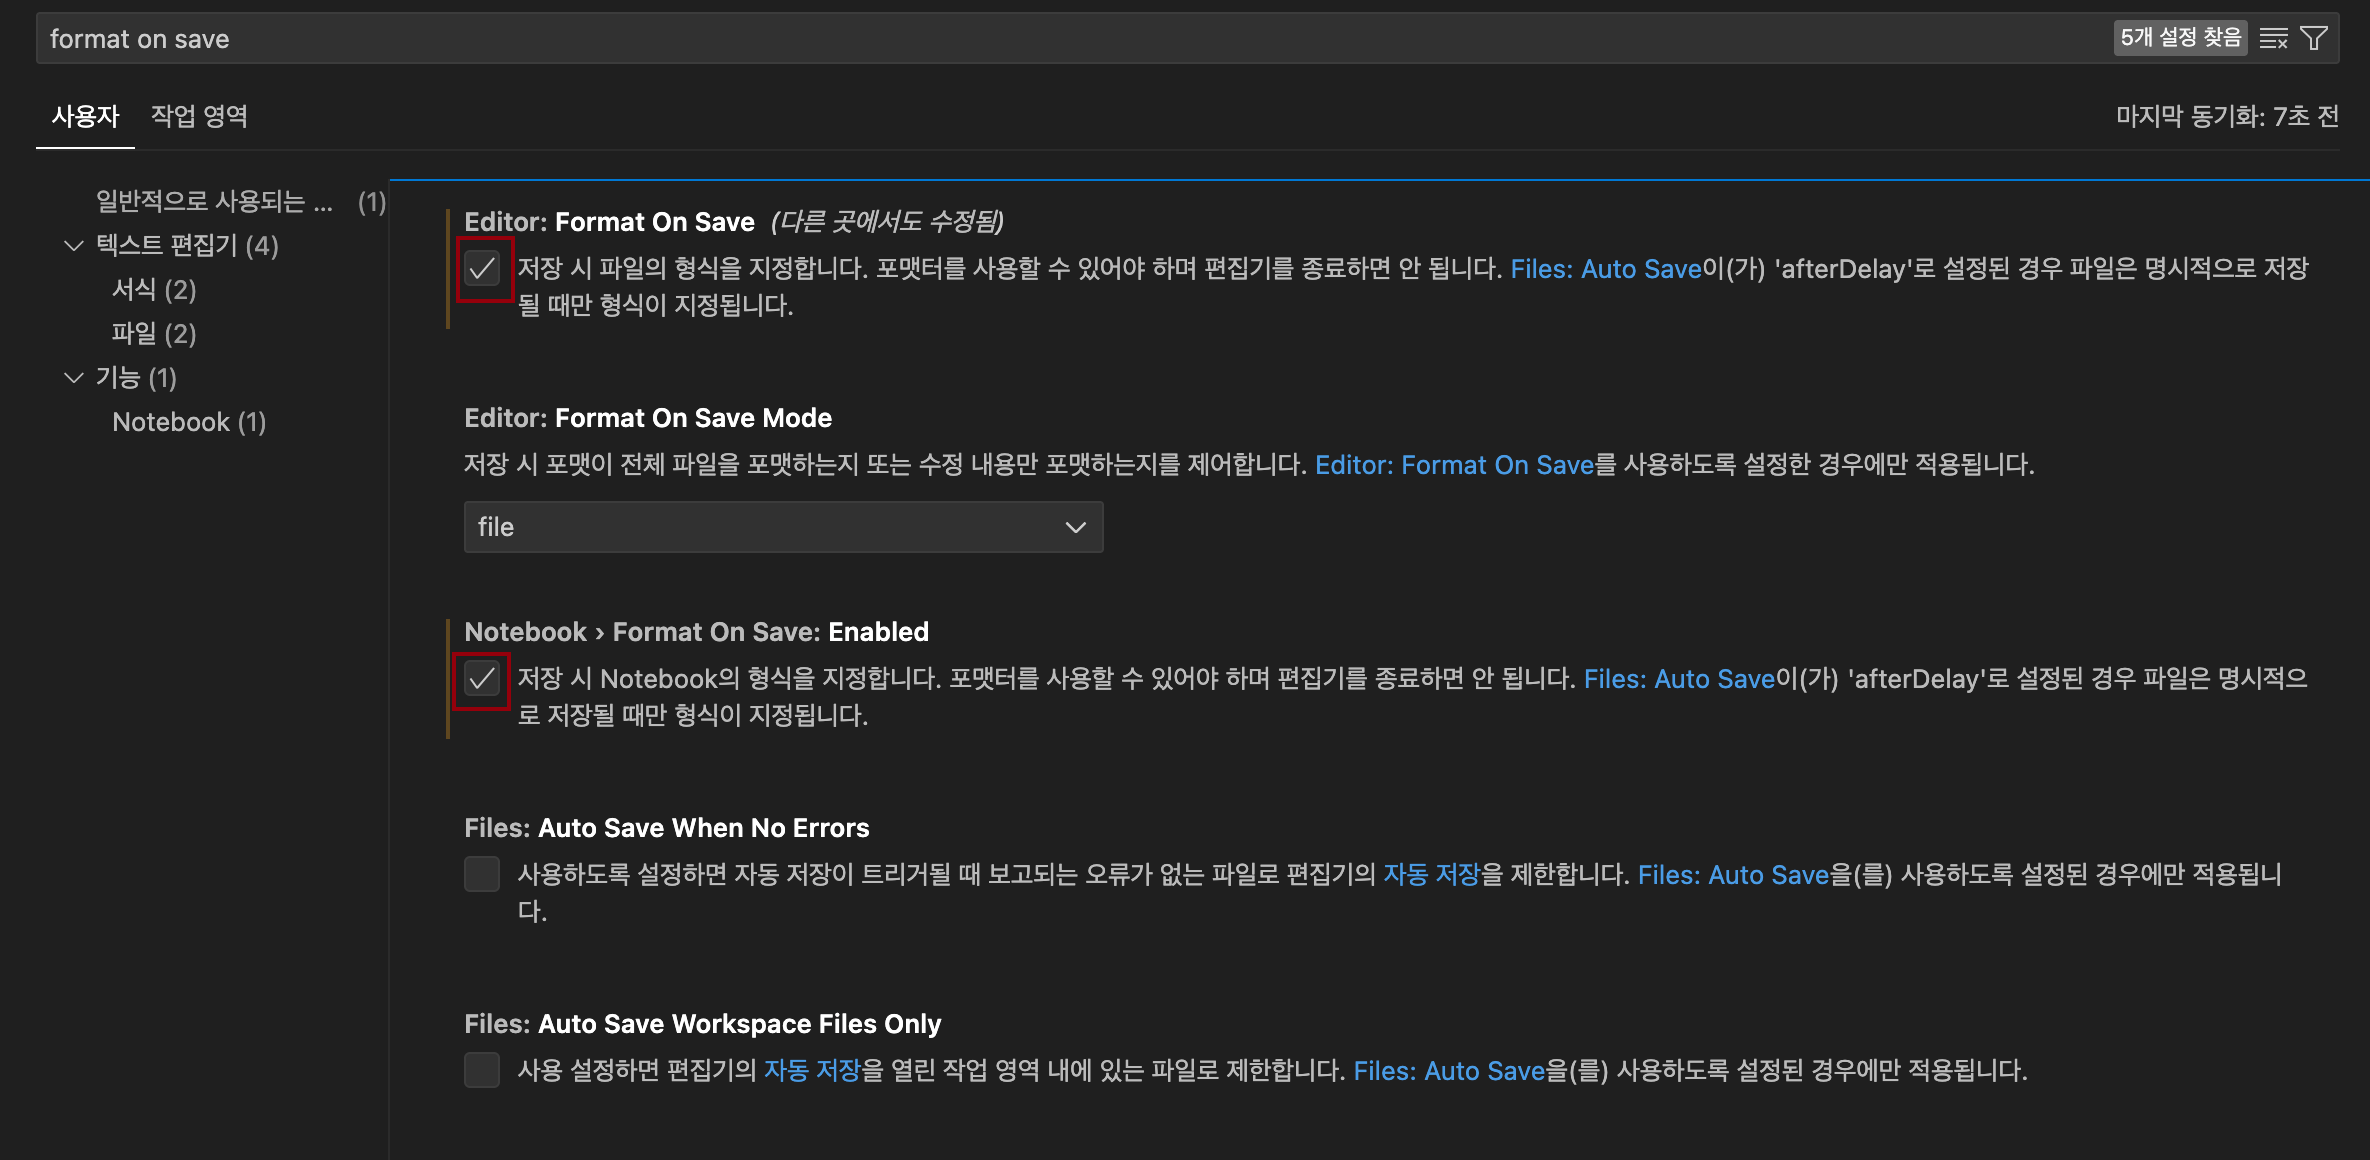 format on save
5개 설정 찾음
사용자 작업 영역
마지막 동기화: 7초 전
일반적으로 사용되는 ... (1)
텍스트 편집기 (4)
서식 (2)
파일 (2)
기능 (1)
Notebook (1)
Editor: Format On Save (다른 곳에서도 수정됨)
저장 시 파일의 형식을 지정합니다. 포맷터를 사용할 수 있어야 하며 편집기를 종료하면 안 됩니다. Files: Auto Save이(가) 'afterDelay'로 설정된 경우 파일은 명시적으로 저장
될 때만 형식이 지정됩니다.
Editor: Format On Save Mode
저장 시 포맷이 전체 파일을 포맷하는지 또는 수정 내용만 포맷하는지를 제어합니다. Editor: Format On Save를 사용하도록 설정한 경우에만 적용됩니다.
file
Notebook › Format On Save: Enabled
저장 시 Notebook의 형식을 지정합니다. 포맷터를 사용할 수 있어야 하며 편집기를 종료하면 안 됩니다. Files: Auto Save이(가) 'afterDelay'로 설정된 경우 파일은 명시적으
로 저장될 때만 형식이 지정됩니다.
Files: Auto Save When No Errors
사용하도록 설정하면 자동 저장이 트리거될 때 보고되는 오류가 없는 파일로 편집기의 자동 저장을 제한합니다. Files: Auto Save을(를) 사용하도록 설정된 경우에만 적용됩니
다.
Files: Auto Save Workspace Files Only
사용 설정하면 편집기의 자동 저장을 열린 작업 영역 내에 있는 파일로 제한합니다. Files: Auto Save을(를) 사용하도록 설정된 경우에만 적용됩니다.